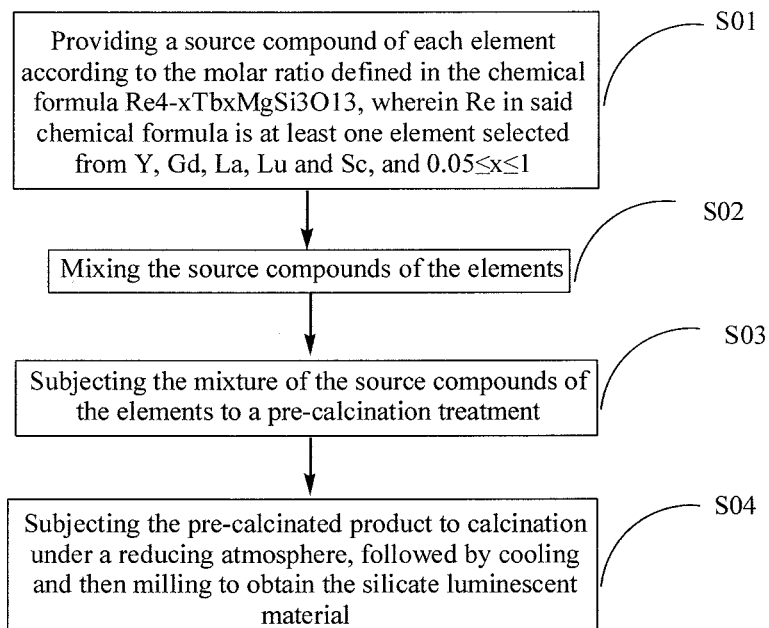 Providing a source compound of each element
according to the molar ratio defined in the chemical
formula Re4-xTbxMgSi3O13, wherein Re in said
chemical formula is at least one element selected
from Y, Gd, La, Lu and Sc, and 0.05≤x≤1
S01
S02
Mixing the source compounds of the elements
S03
Subjecting the mixture of the source compounds of
the elements to a pre-calcination treatment
S04
Subjecting the pre-calcinated product to calcination
under a reducing atmosphere, followed by cooling
and then milling to obtain the silicate luminescent
material